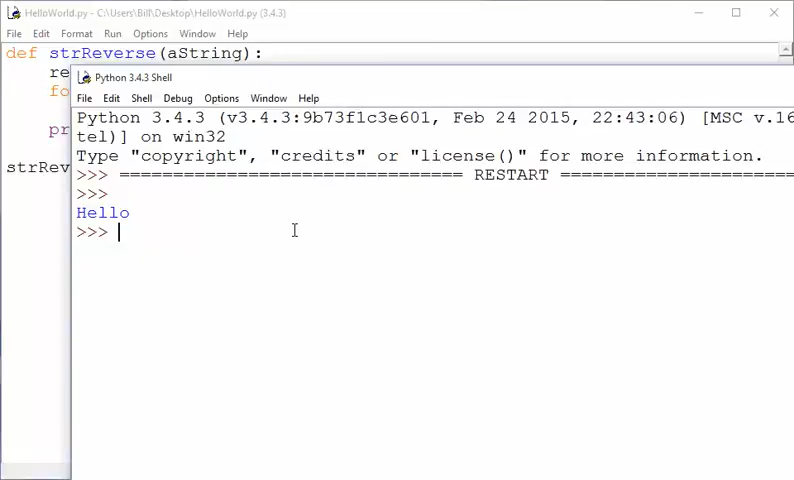 HelloWorld.py - C:\Users\Bill\Desktop\HelloWorld.py (3.4.3)
File Edit Format Run Options Window Help
def strReverse(aString):
re
fo
pr
strRev
Python 3.4.3 Shell
File Edit Shell Debug Options Window Help
Python 3.4.3 (v3.4.3:9b73f1c3e601, Feb 24 2015, 22:43:06) [MSC v.16
tel)] on win32
Type "copyright", "credits" or "license()" for more information.
>>> ================================ RESTART ===========================
>>>
Hello
>>>